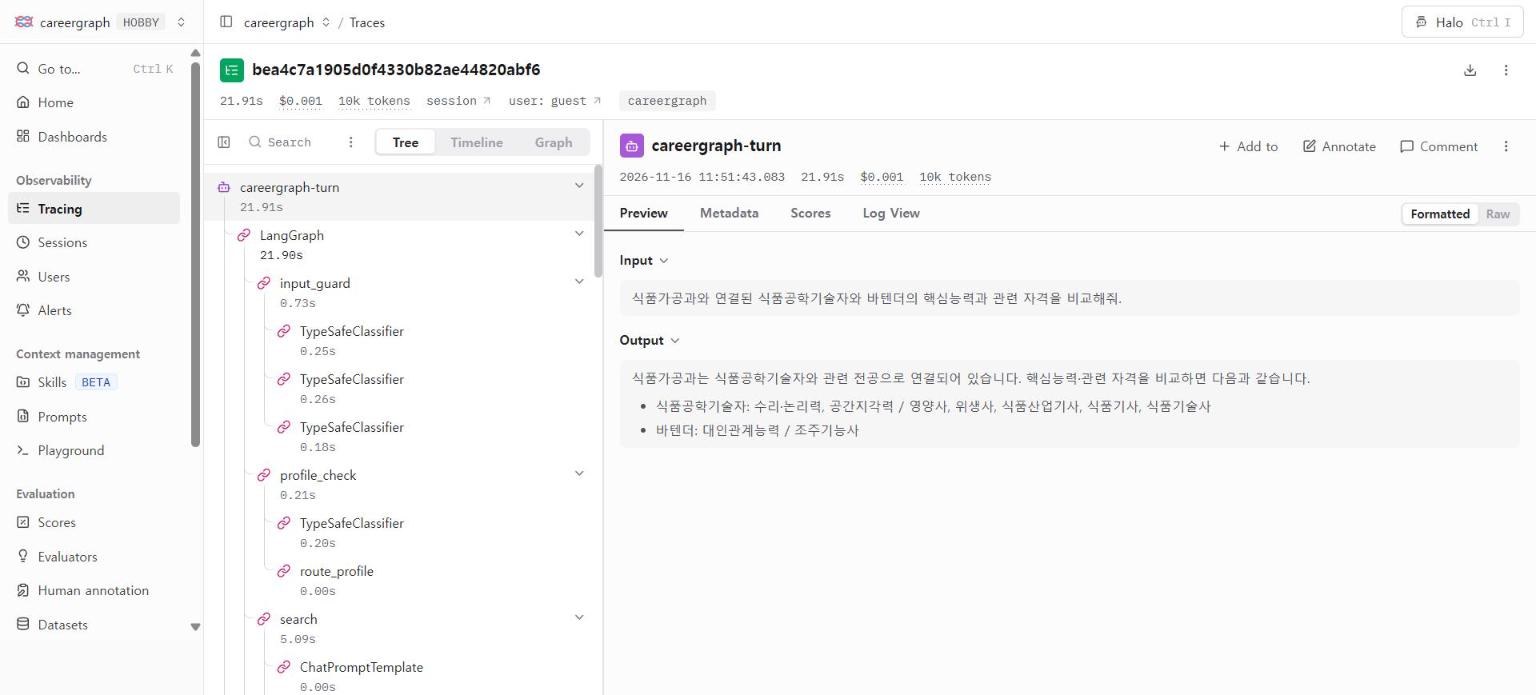 careergraph HOBBY
careergraph / Traces
Halo Ctrl I
Go to... Ctrl K
Home
Dashboards
Observability
Tracing
Sessions
Users
Alerts
Context management
Skills BETA
Prompts
Playground
Evaluation
Scores
Evaluators
Human annotation
Datasets
bea4c7a1905d0f4330b82ae44820abf6
21.91s $0.001 10k tokens session user: guest careergraph
Search
Tree Timeline Graph
careergraph-turn
21.91s
LangGraph
21.90s
input_guard
0.73s
TypeSafeClassifier
0.25s
TypeSafeClassifier
0.26s
TypeSafeClassifier
0.18s
profile_check
0.21s
TypeSafeClassifier
0.20s
route_profile
0.00s
search
5.09s
ChatPromptTemplate
0.00s
careergraph-turn
Add to Annotate Comment
2026-11-16 11:51:43.083 21.91s $0.001 10k tokens
Preview Metadata Scores Log View
Formatted Raw
Input
식품가공과와 연결된 식품공학기술자와 바텐더의 핵심능력과 관련 자격을 비교해줘.
Output
식품가공과는 식품공학기술자와 관련 전공으로 연결되어 있습니다. 핵심능력·관련 자격을 비교하면 다음과 같습니다.
• 식품공학기술자: 수리·논리력, 공간지각력 / 영양사, 위생사, 식품산업기사, 식품기사, 식품기술사
• 바텐더: 대인관계능력 / 조주기능사